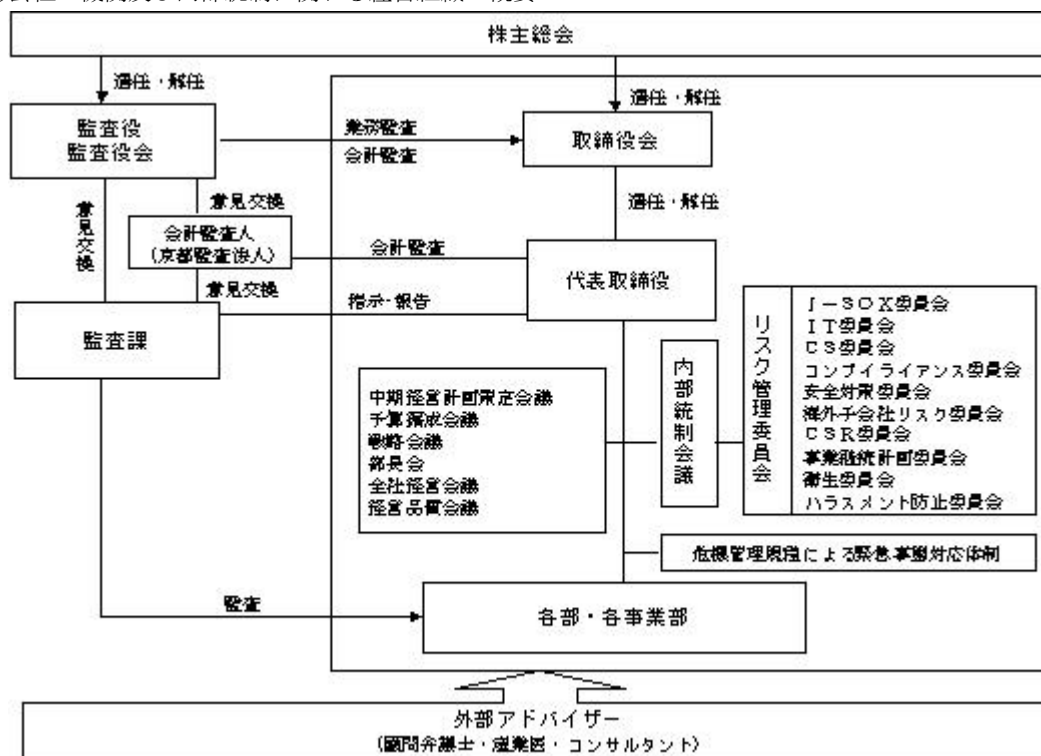 株主総会
選任・解任
選任・解任
監査役
監査役会
業務監査
会計監査
取締役会
意見交換
意見交換
選任・解任
会計監査人
(京都監査法人)
会計監査
代表取締役
意見交換
指示・報告
監査課
リスク管理委員会
J－SOX委員会
IT委員会
CS委員会
コンプイライアンス委員会
安全対策委員会
海外子会社リスク委員会
CSR委員会
事業継続計画委員会
衛生委員会
ハラスメント防止委員会
内部統制会議
中期経営計画策定会議
予算編成会議
戦略会議
部長会
全社経営会議
経営品質会議
危機管理規程による緊急事態対応体制
監査
各部・各事業部
外部アドバイザー
(顧問弁護士・産業医・コンサルタント)